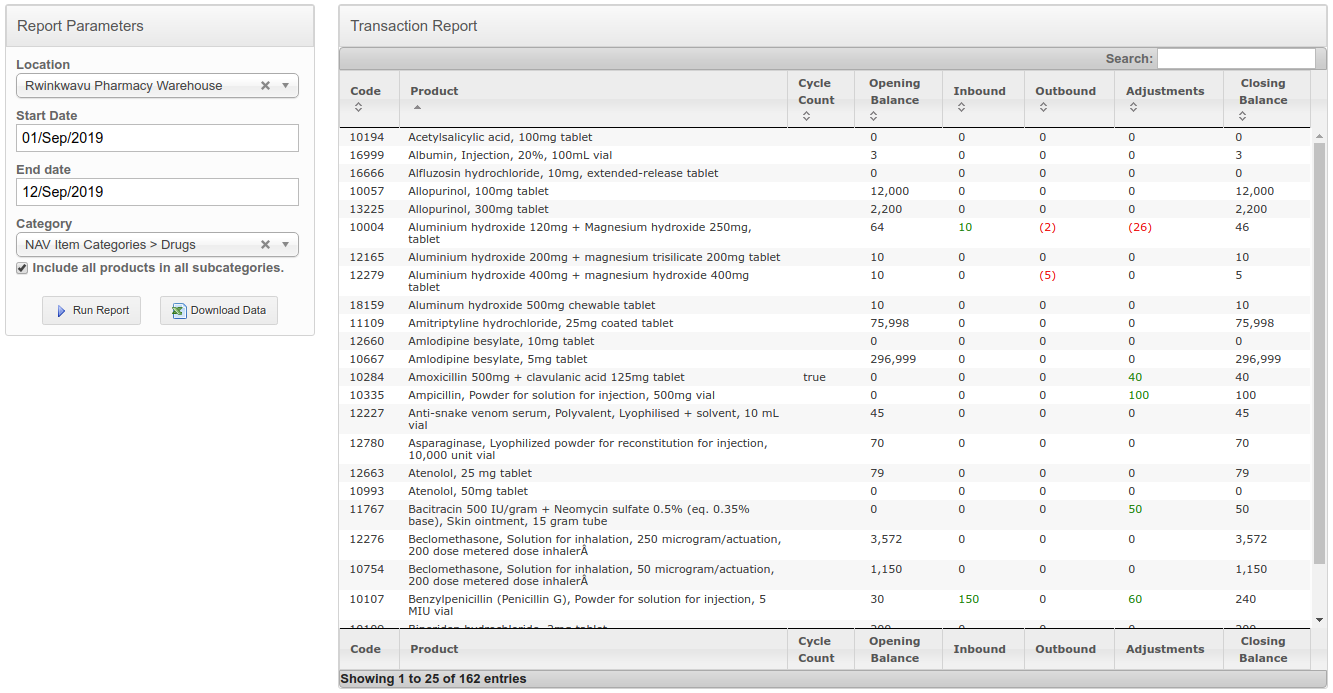 Report Parameters
Location
Rwinkwavu Pharmacy Warehouse
Start Date
01/Sep/2019
End date
12/Sep/2019
Category
NAV Item Categories > Drugs
Include all products in all subcategories.
Run Report Download Data
Transaction Report
Search:
Code Product Cycle Count Opening Balance Inbound Outbound Adjustments Closing Balance
10194 Acetylsalicylic acid, 100mg tablet 0 0 0 0 0
16999 Albumin, Injection, 20%, 100mL vial 3 0 0 0 3
16666 Alfluzosin hydrochloride, 10mg, extended-release tablet 0 0 0 0 0
10057 Allopurinol, 100mg tablet 12,000 0 0 0 12,000
13225 Allopurinol, 300mg tablet 2,200 0 0 0 2,200
10004 Aluminium hydroxide 120mg + Magnesium hydroxide 250mg, 64 10 (2) (26) 46
tablet
12165 Aluminium hydroxide 200mg + magnesium trisilicate 200mg tablet 10 0 0 0 10
12279 Aluminium hydroxide 400mg + magnesium hydroxide 400mg 10 0 (5) 0 5
tablet
18159 Aluminum hydroxide 500mg chewable tablet 10 0 0 0 10
11109 Amitriptyline hydrochloride, 25mg coated tablet 75,998 0 0 0 75,998
12660 Amlodipine besylate, 10mg tablet 0 0 0 0 0
10667 Amlodipine besylate, 5mg tablet 296,999 0 0 0 296,999
10284 Amoxicillin 500mg + clavulanic acid 125mg tablet true 0 0 0 40 40
10335 Ampicillin, Powder for solution for injection, 500mg vial 0 0 0 100 100
12227 Anti-snake venom serum, Polyvalent, Lyophilised + solvent, 10 mL 45 0 0 0 45
vial
12780 Asparaginase, Lyophilized powder for reconstitution for injection, 70 0 0 0 70
10,000 unit vial
12663 Atenolol, 25 mg tablet 79 0 0 0 79
10993 Atenolol, 50mg tablet 0 0 0 0 0
11767 Bacitracin 500 IU/gram + Neomycin sulfate 0.5% (eq. 0.35% 0 0 0 50 50
base), Skin ointment, 15 gram tube
12276 Beclomethasone, Solution for inhalation, 250 microgram/actuation, 3,572 0 0 0 3,572
200 dose metered dose inhalerÂ
10754 Beclomethasone, Solution for inhalation, 50 microgram/actuation, 1,150 0 0 0 1,150
200 dose metered dose inhalerÂ
10107 Benzylpenicillin (Penicillin G), Powder for solution for injection, 5 30 150 0 60 240
MIU vial
Code Product Cycle Count Opening Balance Inbound Outbound Adjustments Closing Balance
Showing 1 to 25 of 162 entries